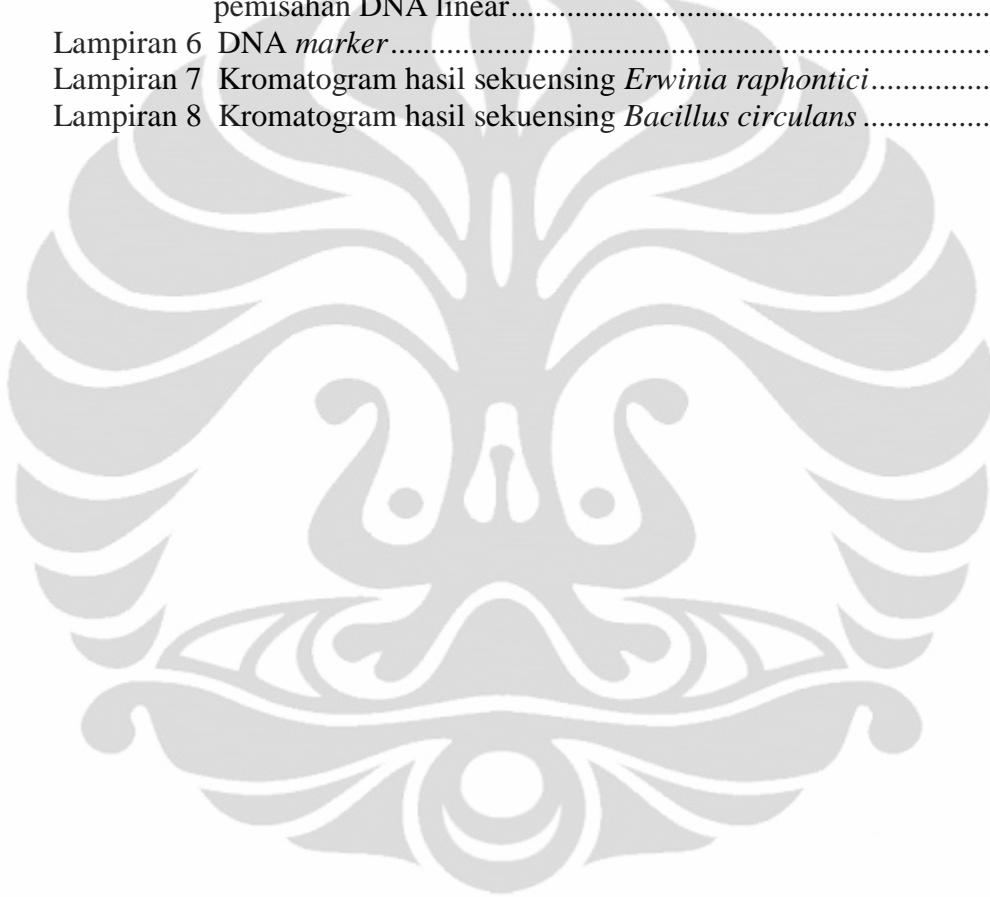 pemisahan DNA linear....................................................................................
Lampiran 6 DNA marker....................................................................................
Lampiran 7 Kromatogram hasil sekuensing Erwinia raphontici.................
Lampiran 8 Kromatogram hasil sekuensing Bacillus circulans .................